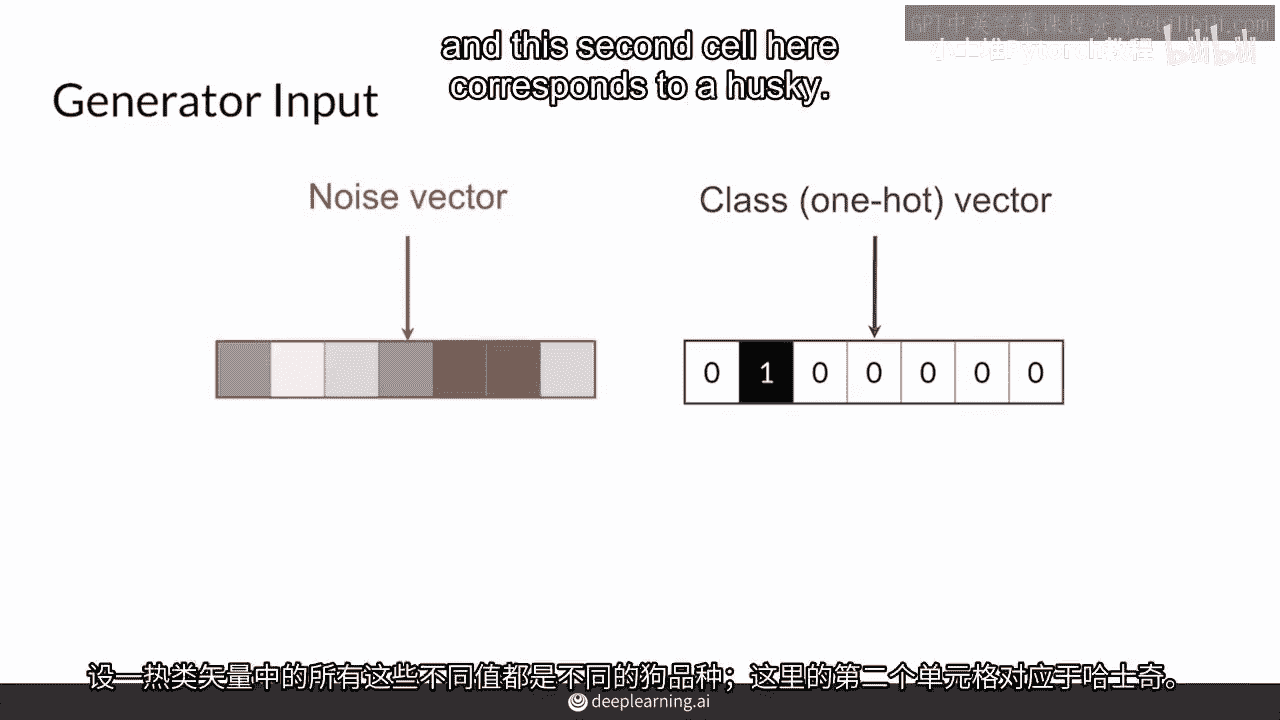 and this second cell here
corresponds to a husky.
Generator Input
Noise vector
Class (one-hot) vector
0 1 0 0 0 0 0
设一热类矢量中的所有这些不同值都是不同的狗品种；这里的第二个单元格对应于哈士奇。
deeplearning.ai
bilibili